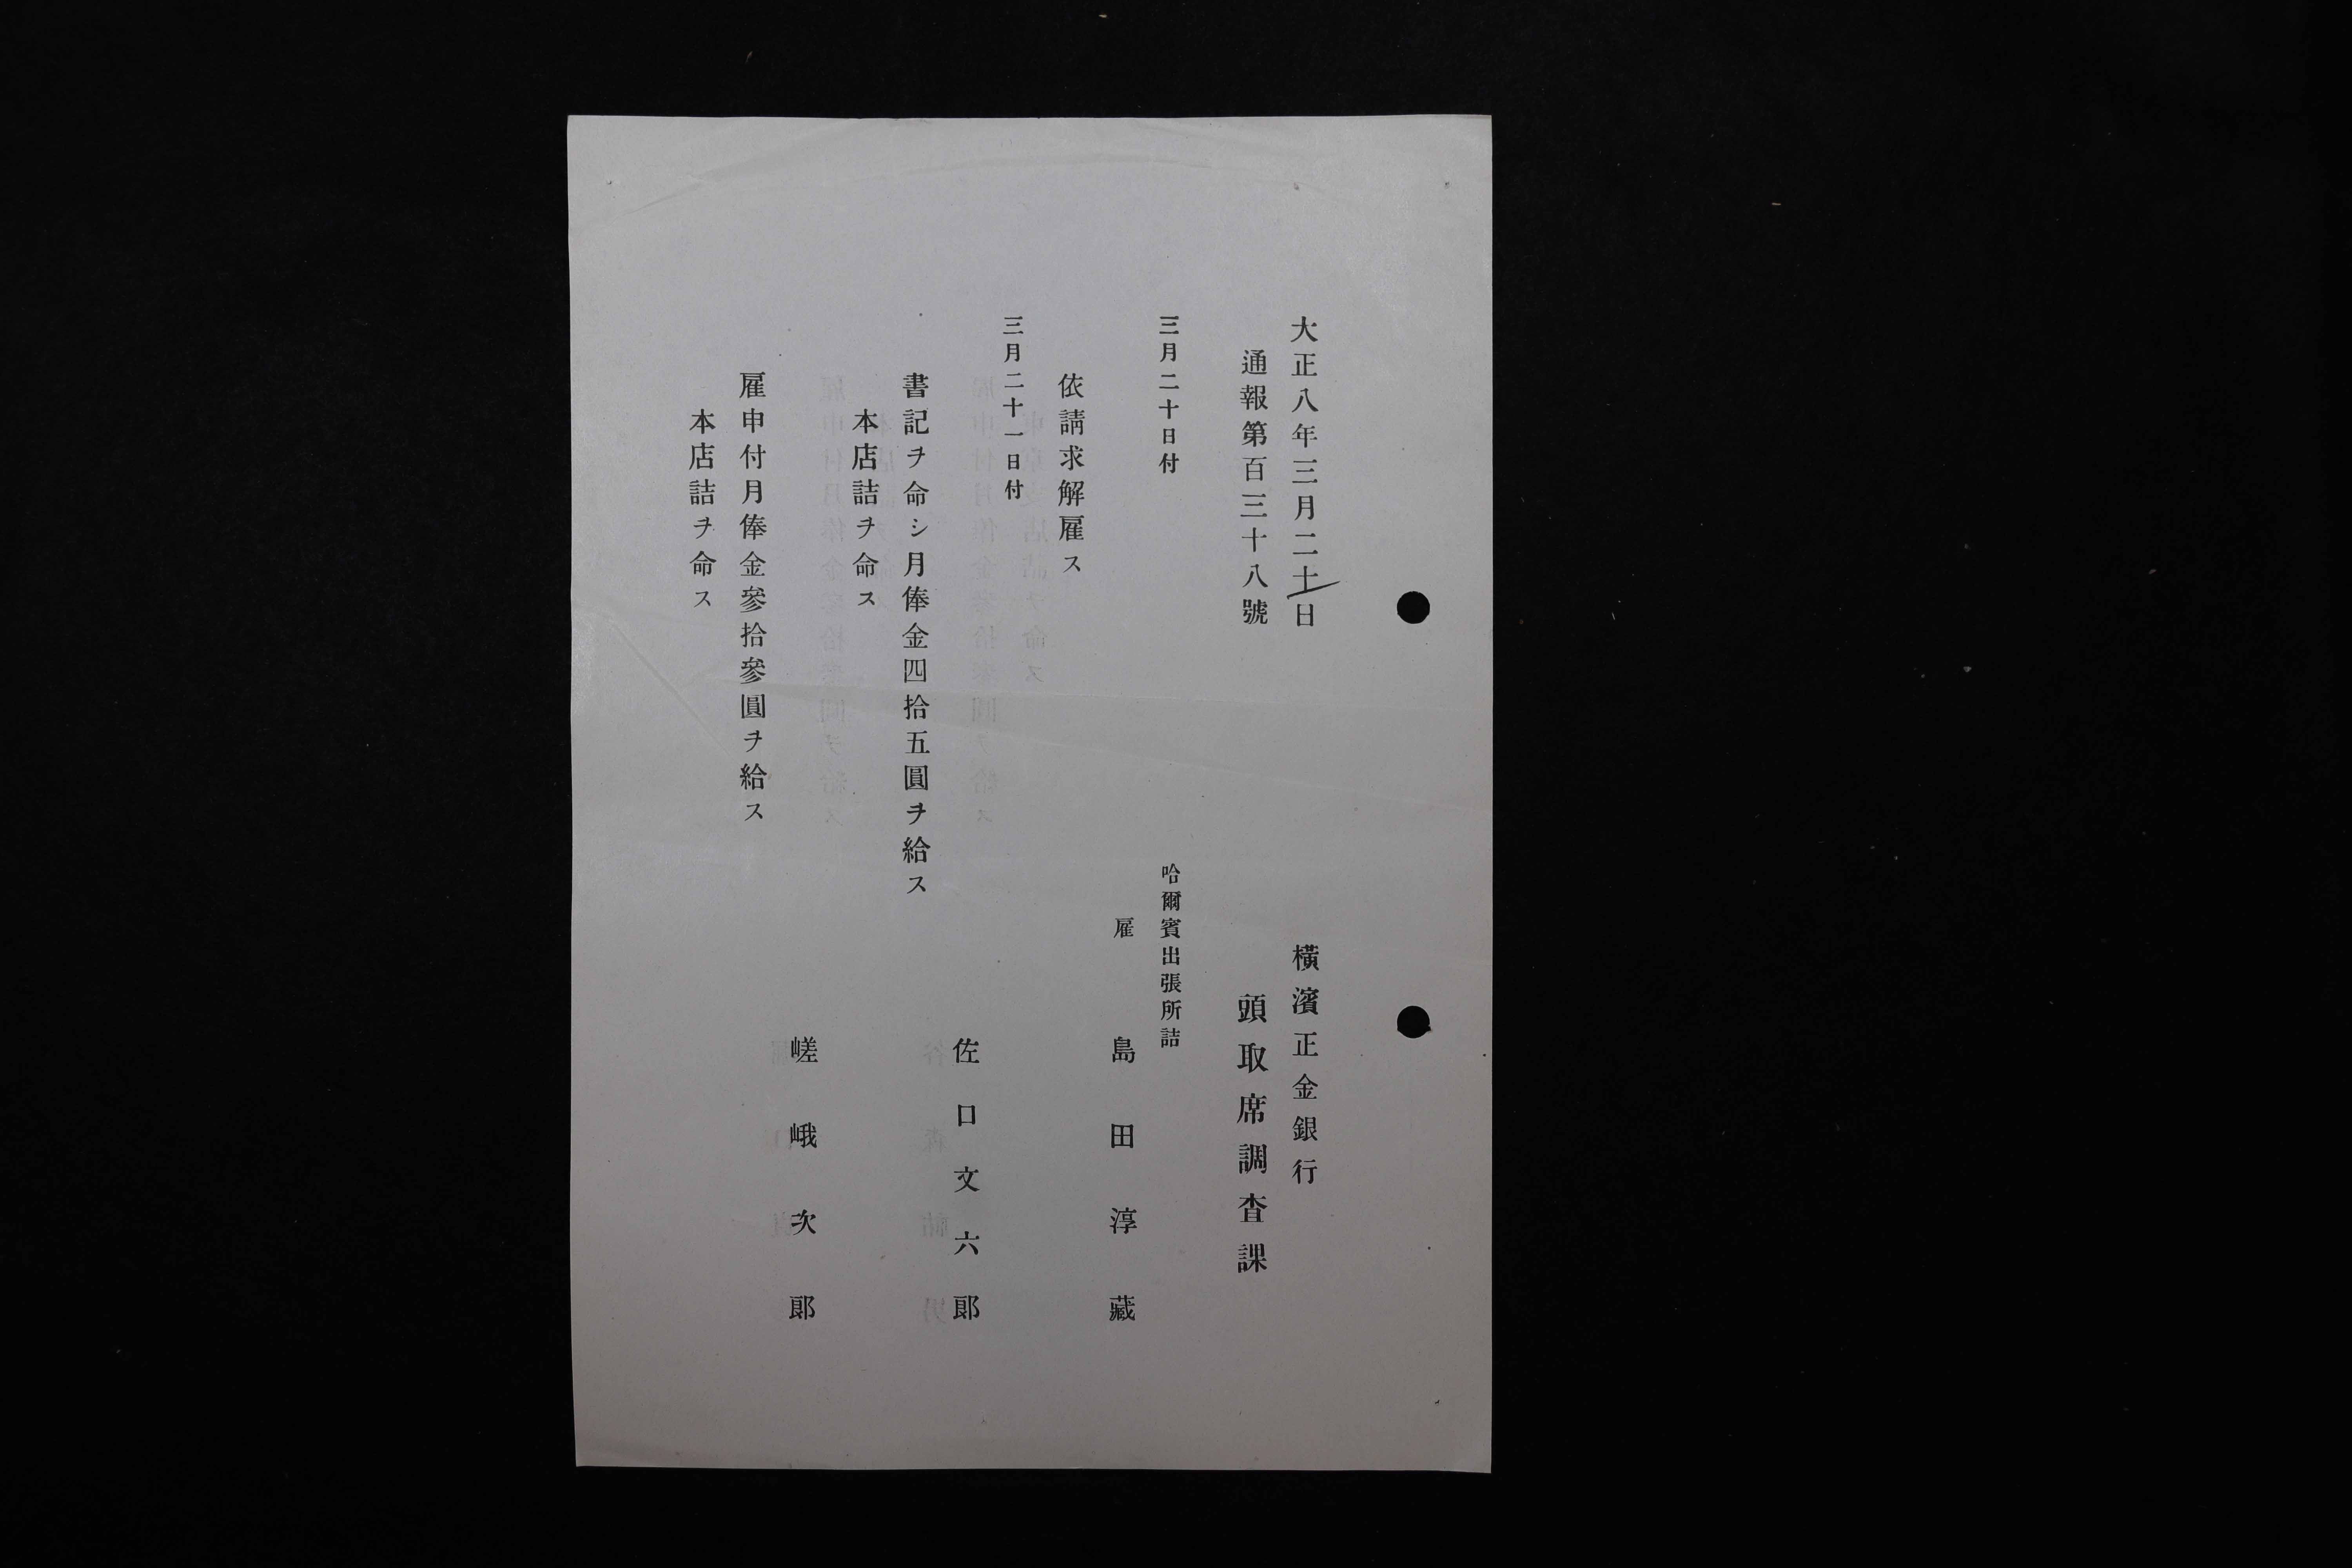 大正八年三月二十一日
橫濱正金銀行
通報第百三十八號
頭取席調査課
三月二十日付
哈爾賓出張所詰
雇 島田淳藏
依請求解雇ス
三月二十一日付
佐口文六郎
書記ヲ命シ月俸金四拾五圓ヲ給ス
本店詰ヲ命ス
嵯峨次郎
雇申付月俸金參拾參圓ヲ給ス
本店詰ヲ命ス